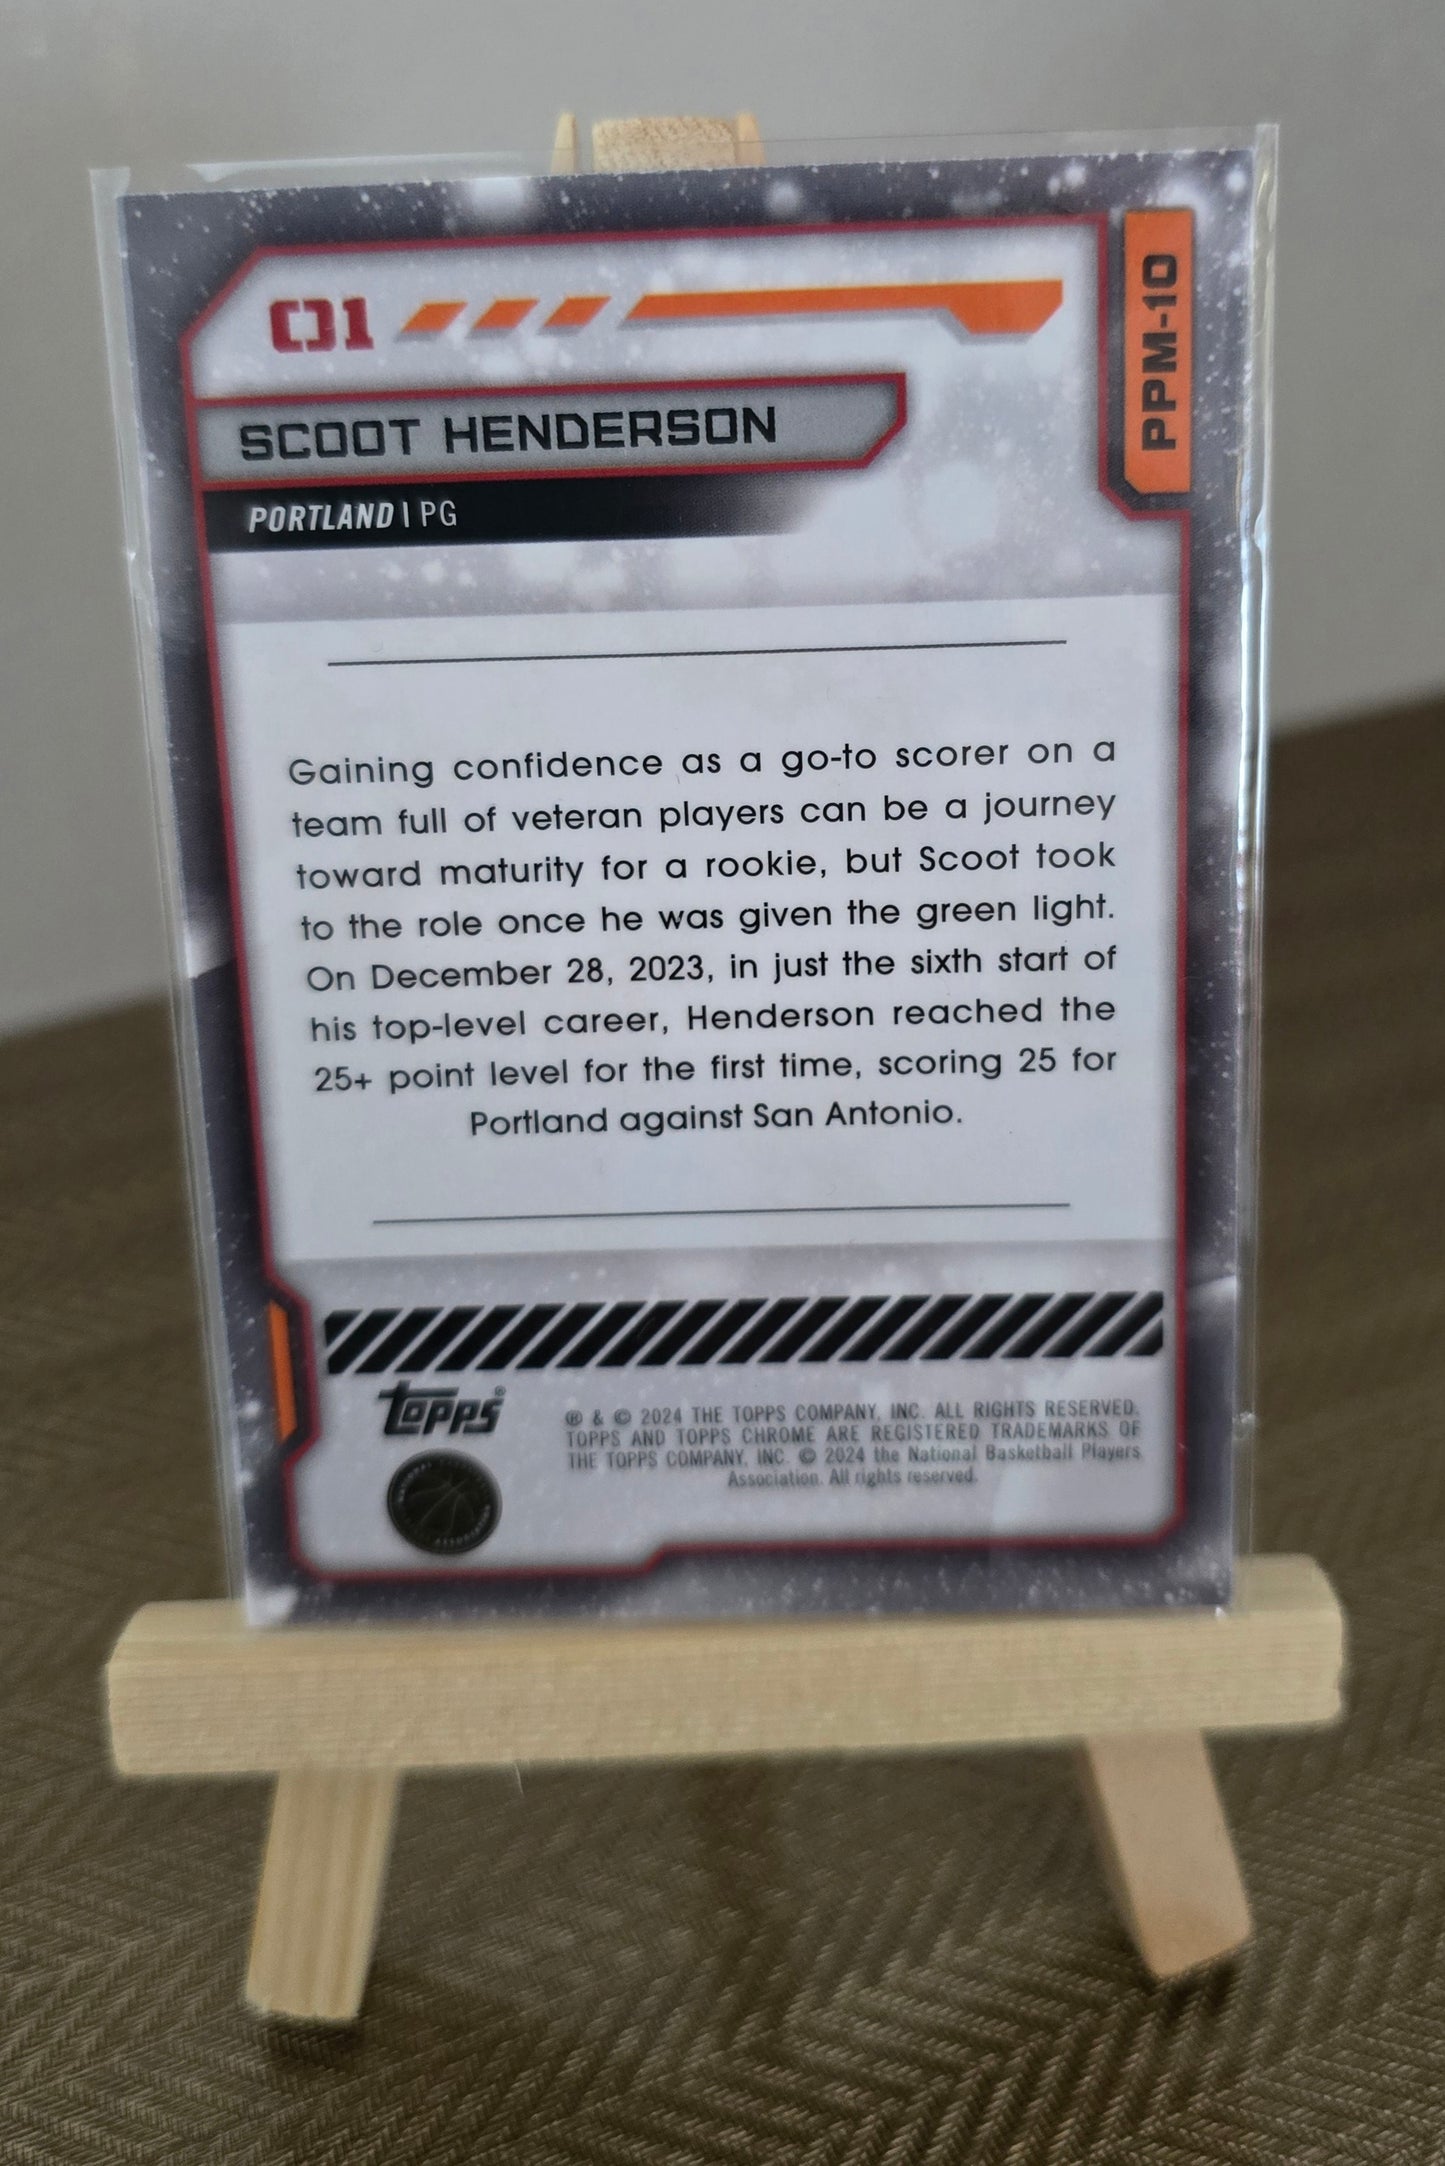 01
PPM-10
SCOOT HENDERSON
PORTLAND | PG
Gaining confidence as a go-to scorer on a
team full of veteran players can be a journey
toward maturity for a rookie, but Scoot took
to the role once he was given the green light.
On December 28, 2023, in just the sixth start of
his top-level career, Henderson reached the
25+ point level for the first time, scoring 25 for
Portland against San Antonio.
Topps®
® & © 2024 THE TOPPS COMPANY, INC. ALL RIGHTS RESERVED.
TOPPS AND TOPPS CHROME ARE REGISTERED TRADEMARKS OF
THE TOPPS COMPANY, INC. © 2024 the National Basketball Players
Association. All rights reserved.